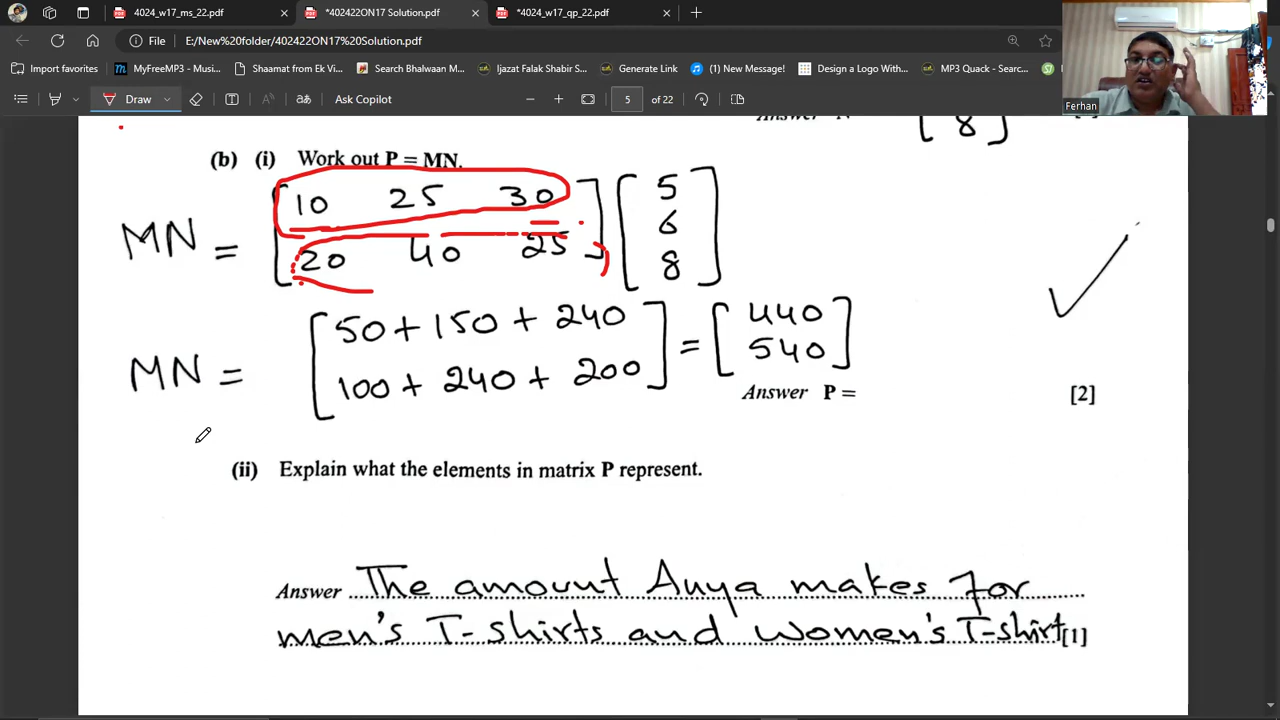 4024_w17_ms_22.pdf *402422ON17 Solution.pdf *4024_w17_qp_22.pdf
File E:/New%20folder/402422ON17%20Solution.pdf
Import favorites MyFreeMP3 - Musi... Shaamat from Ek Vi... Search Bhalwaan M... Ijazat Falak Shabir S... Generate Link (1) New Message! Design a Logo With... MP3 Quack - Searc...
Draw Ask Copilot 5 of 22
Ferhan
8
(b) (i) Work out P = MN.
MN = [10 25 30] [5]
6
[20 40 25] [8]
MN = [50 + 150 + 240] = [440]
[100 + 240 + 200] [540]
Answer P = [2]
(ii) Explain what the elements in matrix P represent.
Answer The amount Anya makes for
men's T-shirts and women's T-shirt [1]